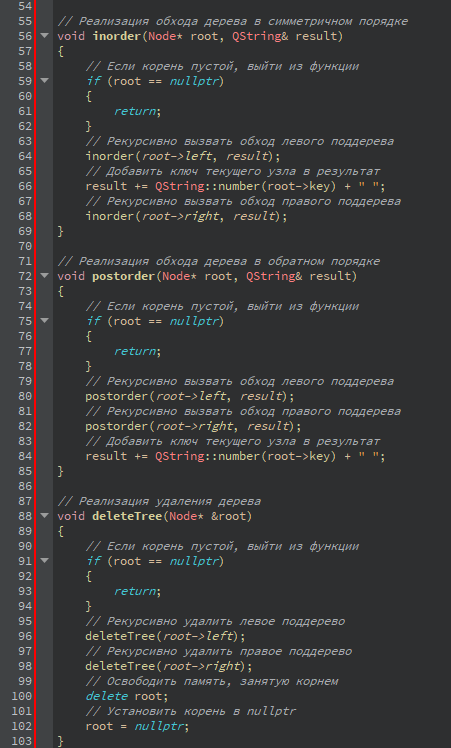 54
55 // Реализация обхода дерева в симметричном порядке
56 void inorder(Node* root, QString& result)
57 {
58     // Если корень пустой, выйти из функции
59     if (root == nullptr)
60     {
61         return;
62     }
63     // Рекурсивно вызвать обход левого поддерева
64     inorder(root->left, result);
65     // Добавить ключ текущего узла в результат
66     result += QString::number(root->key) + " ";
67     // Рекурсивно вызвать обход правого поддерева
68     inorder(root->right, result);
69 }
70
71 // Реализация обхода дерева в обратном порядке
72 void postorder(Node* root, QString& result)
73 {
74     // Если корень пустой, выйти из функции
75     if (root == nullptr)
76     {
77         return;
78     }
79     // Рекурсивно вызвать обход левого поддерева
80     postorder(root->left, result);
81     // Рекурсивно вызвать обход правого поддерева
82     postorder(root->right, result);
83     // Добавить ключ текущего узла в результат
84     result += QString::number(root->key) + " ";
85 }
86
87 // Реализация удаления дерева
88 void deleteTree(Node* &root)
89 {
90     // Если корень пустой, выйти из функции
91     if (root == nullptr)
92     {
93         return;
94     }
95     // Рекурсивно удалить левое поддерево
96     deleteTree(root->left);
97     // Рекурсивно удалить правое поддерево
98     deleteTree(root->right);
99     // Освободить память, занятую корнем
100     delete root;
101     // Установить корень в nullptr
102     root = nullptr;
103 }